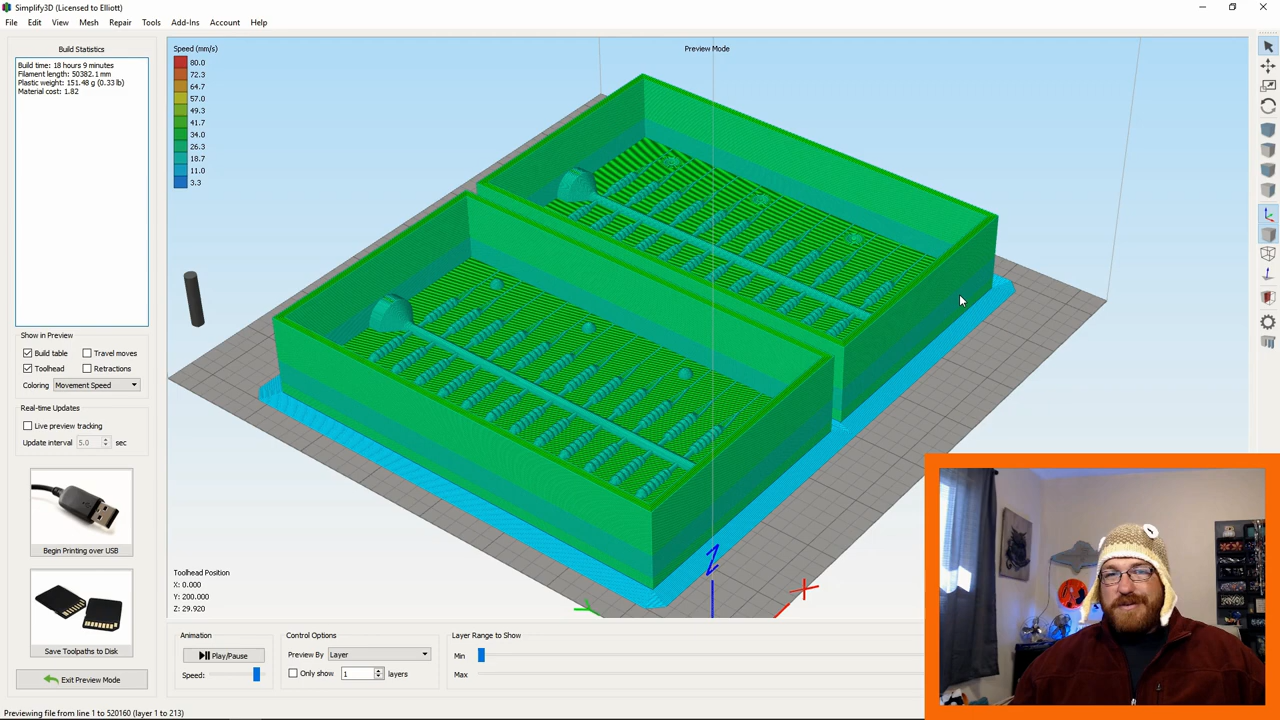 Simplify3D (Licensed to Elliott)
File Edit View Mesh Repair Tools Add-Ins Account Help
Build Statistics
Build time: 18 hours 9 minutes
Filament length: 50382.1 mm
Plastic weight: 151.48 g (0.33 lb)
Material cost: 1.82
Show in Preview
Build table Travel moves
Toolhead Retractions
Coloring Movement Speed
Real-time Updates
Live preview tracking
Update interval 5.0 sec
Begin Printing over USB
Save Toolpaths to Disk
Exit Preview Mode
Speed (mm/s)
80.0
72.3
64.7
57.0
49.3
41.7
34.0
26.3
18.7
11.0
3.3
Preview Mode
Z
Toolhead Position
X: 0.000
Y: 200.000
Z: 29.920
Animation
Play/Pause
Speed:
Control Options
Preview By Layer
Only show 1 layers
Layer Range to Show
Min
Max
Previewing file from line 1 to 520160 (layer 1 to 213)